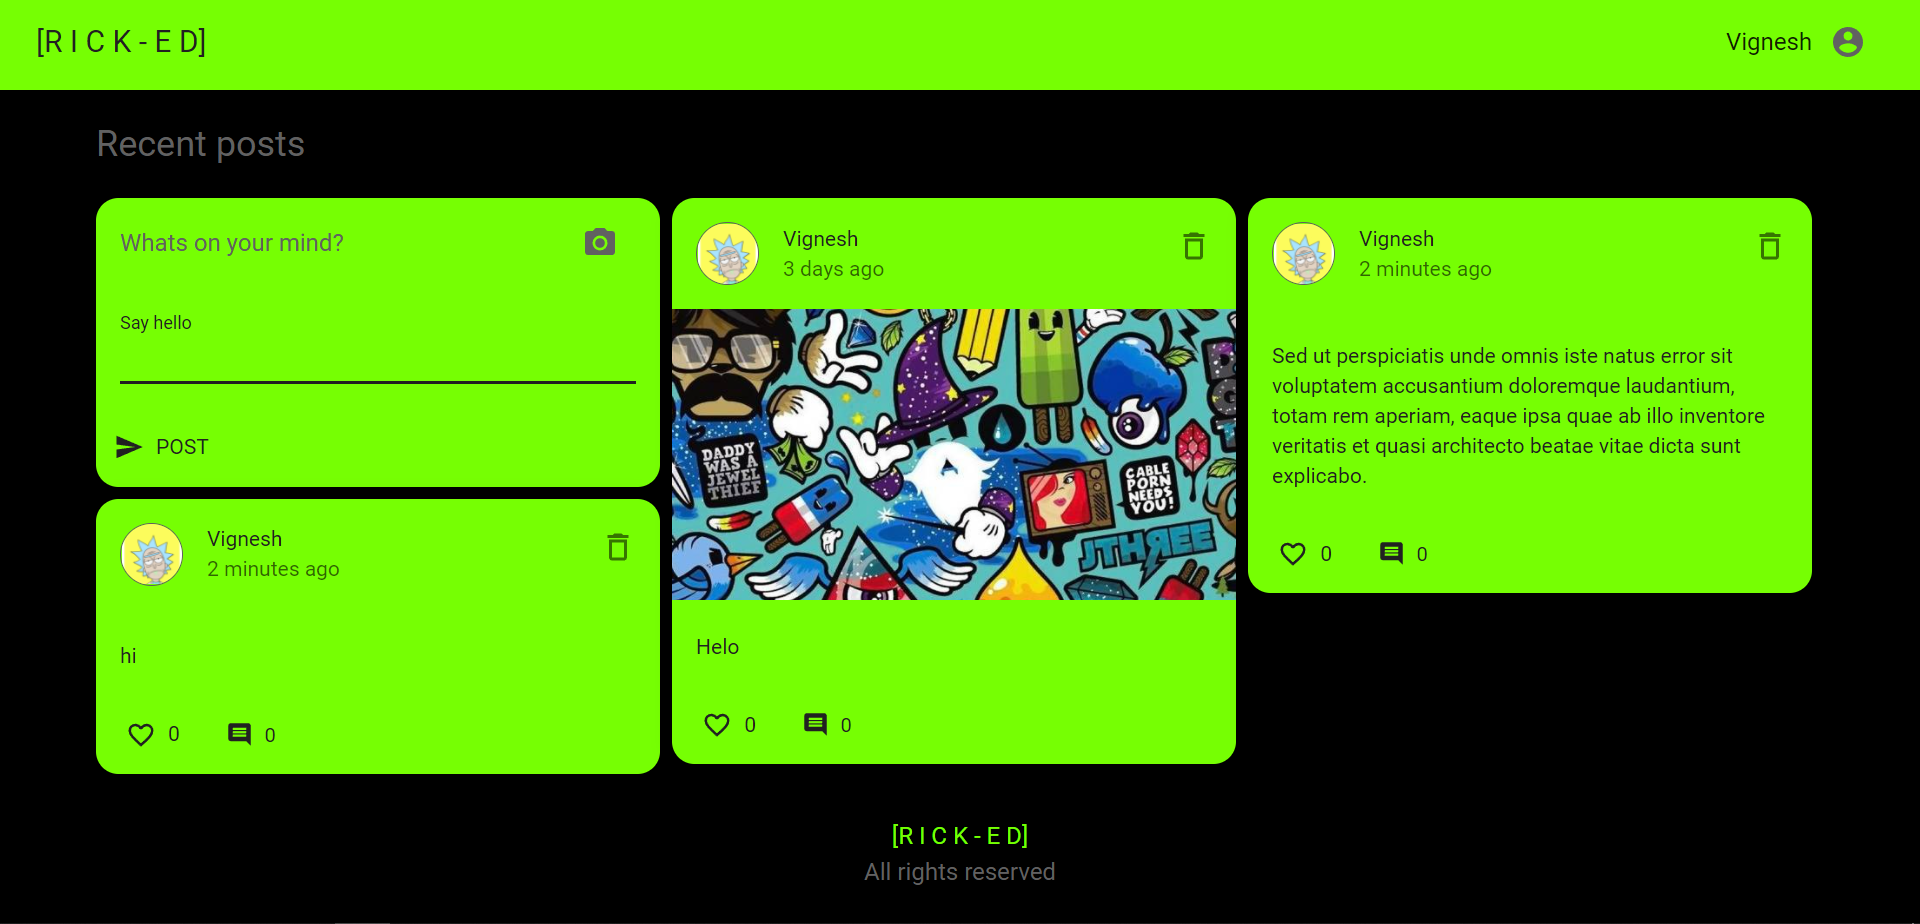 [R I C K - E D]
Vignesh
Recent posts
Whats on your mind?
Say hello
POST
Vignesh
2 minutes ago
hi
0
0
Vignesh
3 days ago
DADDY
WAS A
JEWEL
THIEF
CABLE
PORN
NEEDS
YOU!
JTHREE
Helo
0
0
Vignesh
2 minutes ago
Sed ut perspiciatis unde omnis iste natus error sit
voluptatem accusantium doloremque laudantium,
totam rem aperiam, eaque ipsa quae ab illo inventore
veritatis et quasi architecto beatae vitae dicta sunt
explicabo.
0
0
[R I C K - E D]
All rights reserved